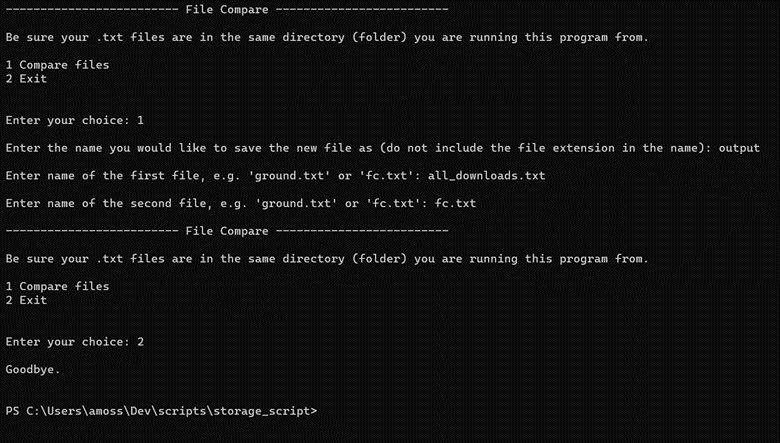 ------------------------- File Compare -------------------------
Be sure your .txt files are in the same directory (folder) you are running this program from.
1 Compare files
2 Exit
Enter your choice: 1
Enter the name you would like to save the new file as (do not include the file extension in the name): output
Enter name of the first file, e.g. 'ground.txt' or 'fc.txt': all_downloads.txt
Enter name of the second file, e.g. 'ground.txt' or 'fc.txt': fc.txt
------------------------- File Compare -------------------------
Be sure your .txt files are in the same directory (folder) you are running this program from.
1 Compare files
2 Exit
Enter your choice: 2
Goodbye.
PS C:\Users\amoss\Dev\scripts\storage_script>